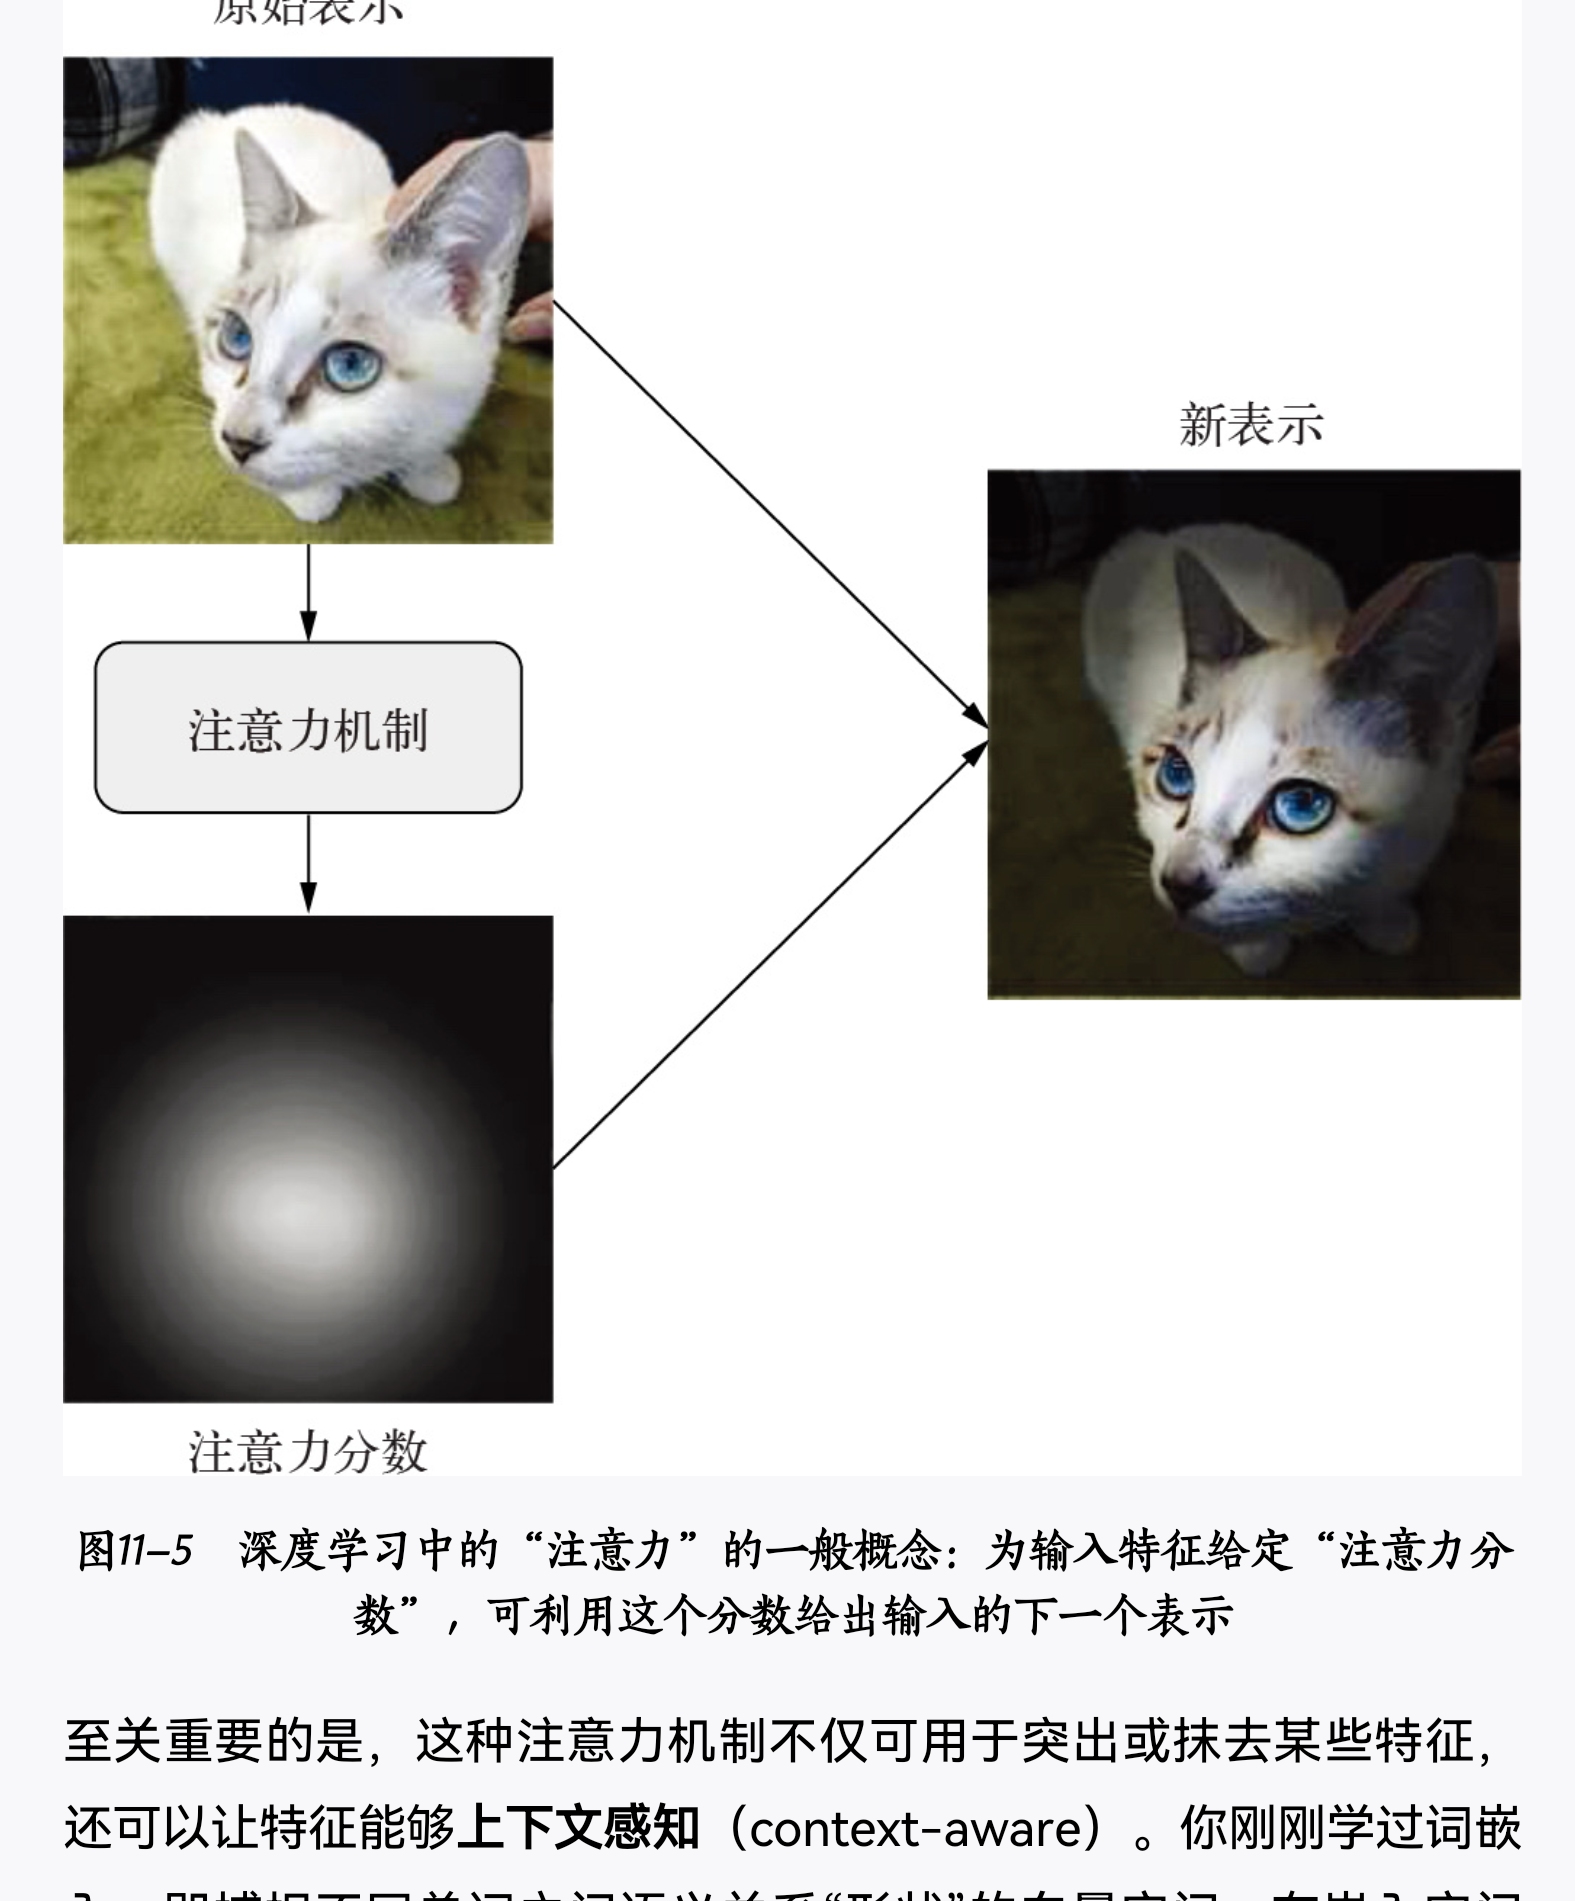 原始表示
新表示
注意力机制
注意力分数
图11-5 深度学习中的“注意力”的一般概念：为输入特征给定“注意力分
数”，可利用这个分数给出输入的下一个表示
至关重要的是，这种注意力机制不仅可用于突出或抹去某些特征，
还可以让特征能够上下文感知（context-aware）。你刚刚学过词嵌